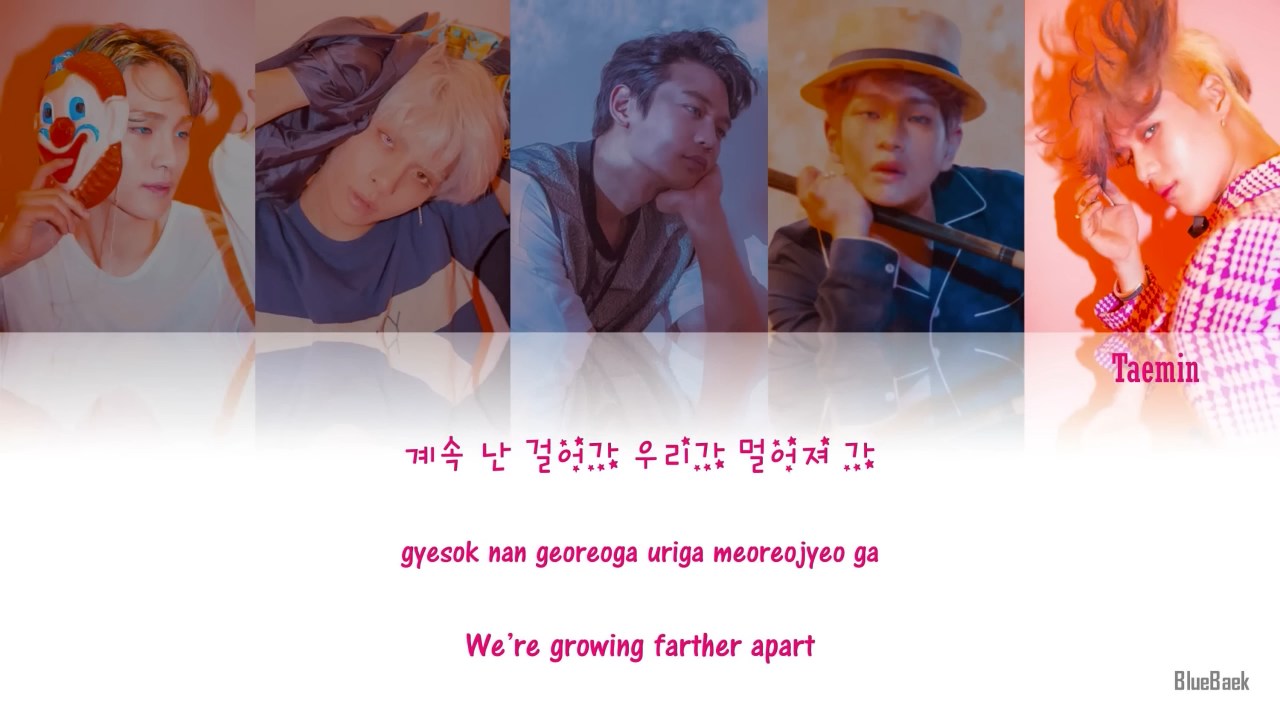 Taemin
계속 난 걸어가 우리가 멀어져 가
gyesok nan georeoga uriga meoreojyeo ga
We're growing farther apart
BlueBaek